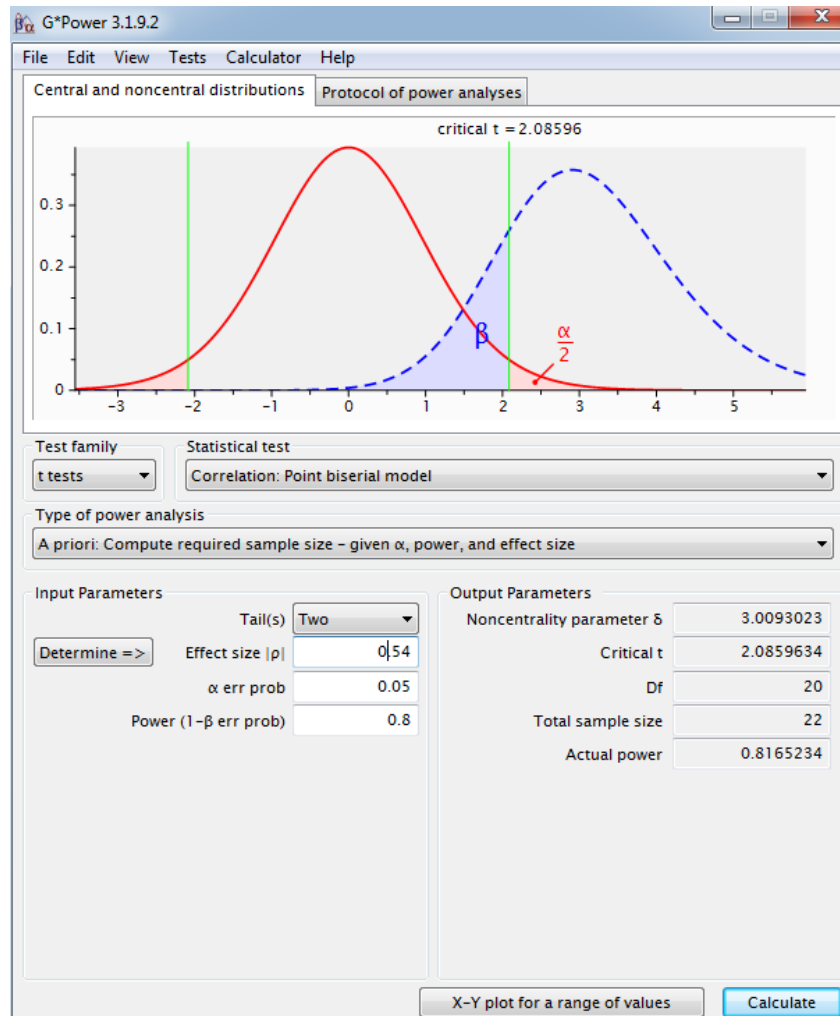 βα G*Power 3.1.9.2
File Edit View Tests Calculator Help
Central and noncentral distributions Protocol of power analyses
critical t = 2.08596
0.3
0.2
0.1
0
β
α
2
-3 -2 -1 0 1 2 3 4 5
Test family Statistical test
t tests Correlation: Point biserial model
Type of power analysis
A priori: Compute required sample size – given α, power, and effect size
Input Parameters Output Parameters
Tail(s) Two Noncentrality parameter δ 3.0093023
Determine => Effect size |ρ| 0.54 Critical t 2.0859634
α err prob 0.05 Df 20
Power (1-β err prob) 0.8 Total sample size 22
Actual power 0.8165234
X-Y plot for a range of values Calculate